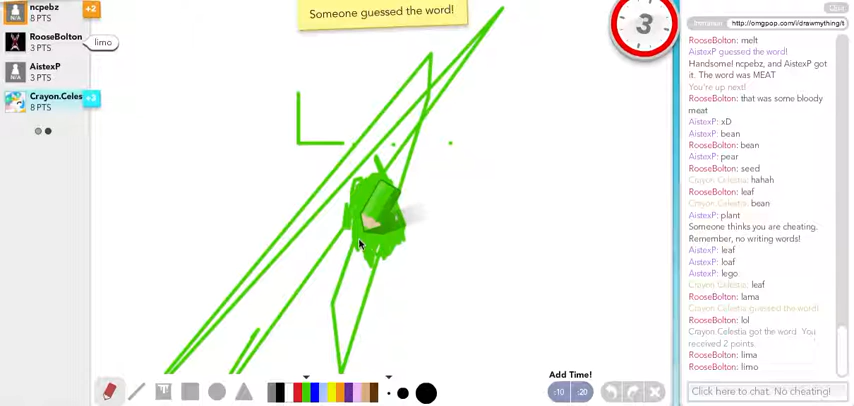 ncpebz
+2
8 PTS
RooseBolton
3 PTS
limo
AistexP
3 PTS
Crayon.Celes
+3
8 PTS
Someone guessed the word!
3
L
Add Time!
:10 :20
http://omgpop.com/i/drawmything/t
RooseBolton: melt
AistexP guessed the word!
Handsome! ncpebz, and AistexP got
it. The word was MEAT
You're up next!
RooseBolton: that was some bloody
meat
AistexP: xD
AistexP: bean
RooseBolton: bean
AistexP: pear
RooseBolton: seed
Crayon Celestia: hahah
RooseBolton: leaf
Crayon Celestia: bean
AistexP: plant
Someone thinks you are cheating.
Remember, no writing words!
AistexP: leaf
AistexP: loaf
AistexP: lego
Crayon Celestia: leaf
RooseBolton: lama
Crayon Celestia guessed the word!
RooseBolton: lol
Crayon Celestia got the word. You
received 2 points.
RooseBolton: lima
RooseBolton: limo
Click here to chat. No cheating!